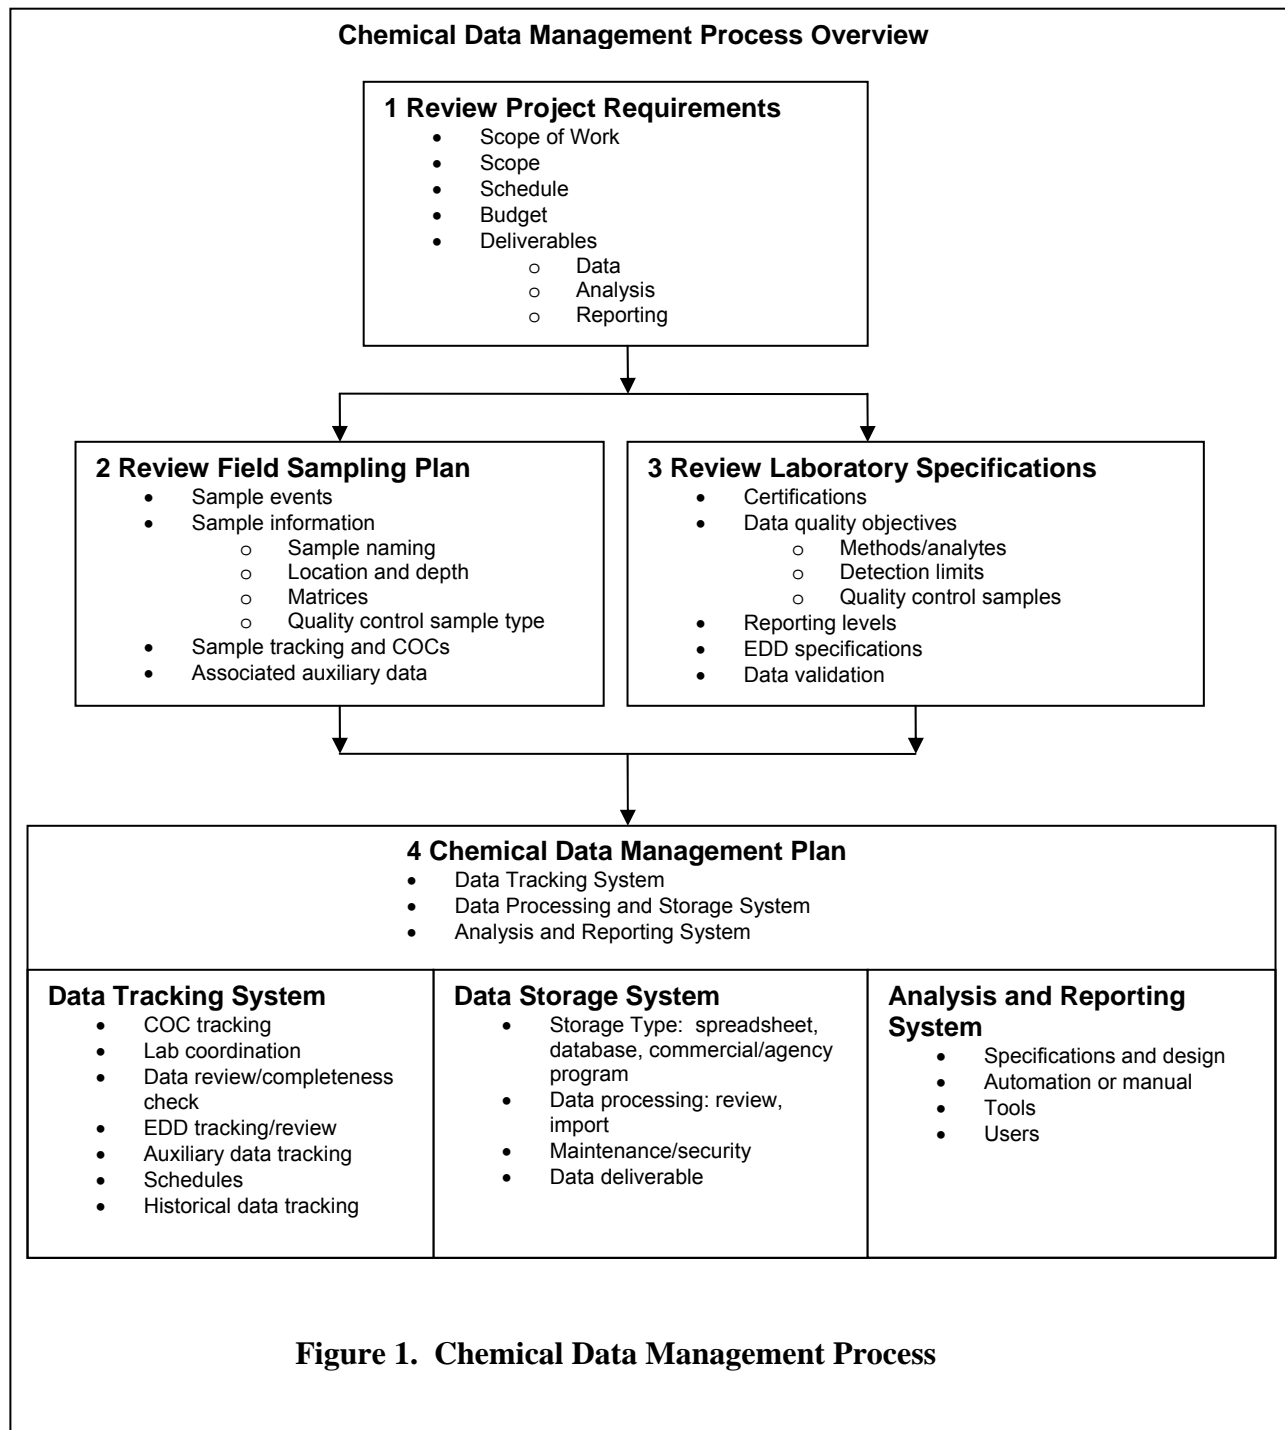 Chemical Data Management Process Overview
1 Review Project Requirements
• Scope of Work
• Scope
• Schedule
• Budget
• Deliverables
o Data
o Analysis
o Reporting
2 Review Field Sampling Plan
• Sample events
• Sample information
o Sample naming
o Location and depth
o Matrices
o Quality control sample type
• Sample tracking and COCs
• Associated auxiliary data
3 Review Laboratory Specifications
• Certifications
• Data quality objectives
o Methods/analytes
o Detection limits
o Quality control samples
• Reporting levels
• EDD specifications
• Data validation
4 Chemical Data Management Plan
• Data Tracking System
• Data Processing and Storage System
• Analysis and Reporting System
Data Tracking System
• COC tracking
• Lab coordination
• Data review/completeness
check
• EDD tracking/review
• Auxiliary data tracking
• Schedules
• Historical data tracking
Data Storage System
• Storage Type: spreadsheet,
database, commercial/agency
program
• Data processing: review,
import
• Maintenance/security
• Data deliverable
Analysis and Reporting
System
• Specifications and design
• Automation or manual
• Tools
• Users
Figure 1. Chemical Data Management Process